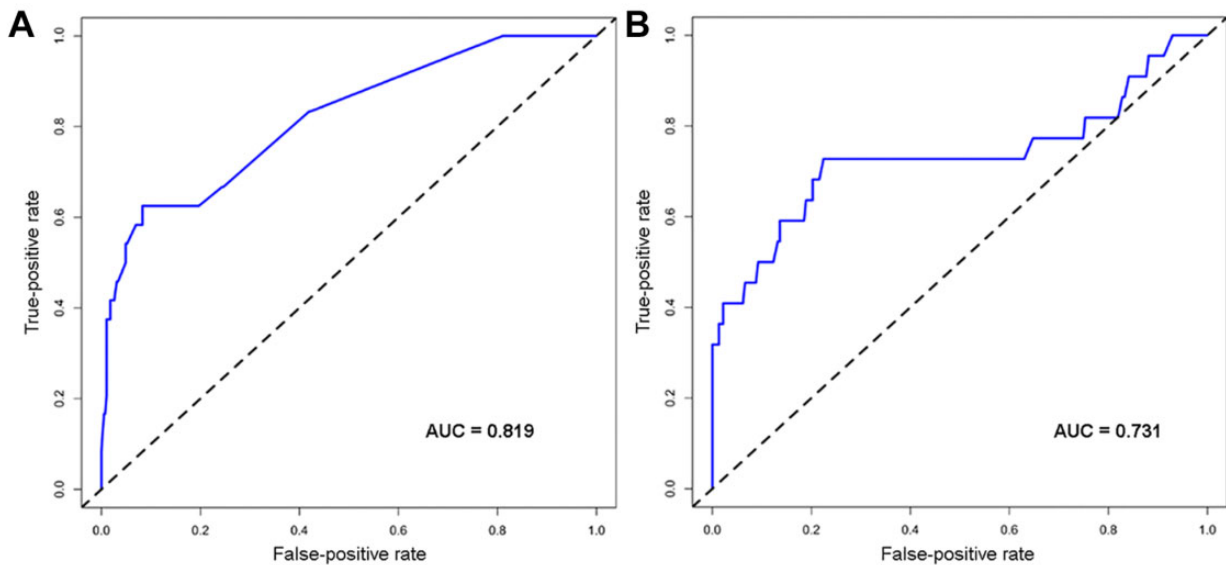 A
True-positive rate
1.0
0.8
0.6
0.4
0.2
0.0
AUC = 0.819
0.0 0.2 0.4 0.6 0.8 1.0
False-positive rate
B
True-positive rate
1.0
0.8
0.6
0.4
0.2
0.0
AUC = 0.731
0.0 0.2 0.4 0.6 0.8 1.0
False-positive rate